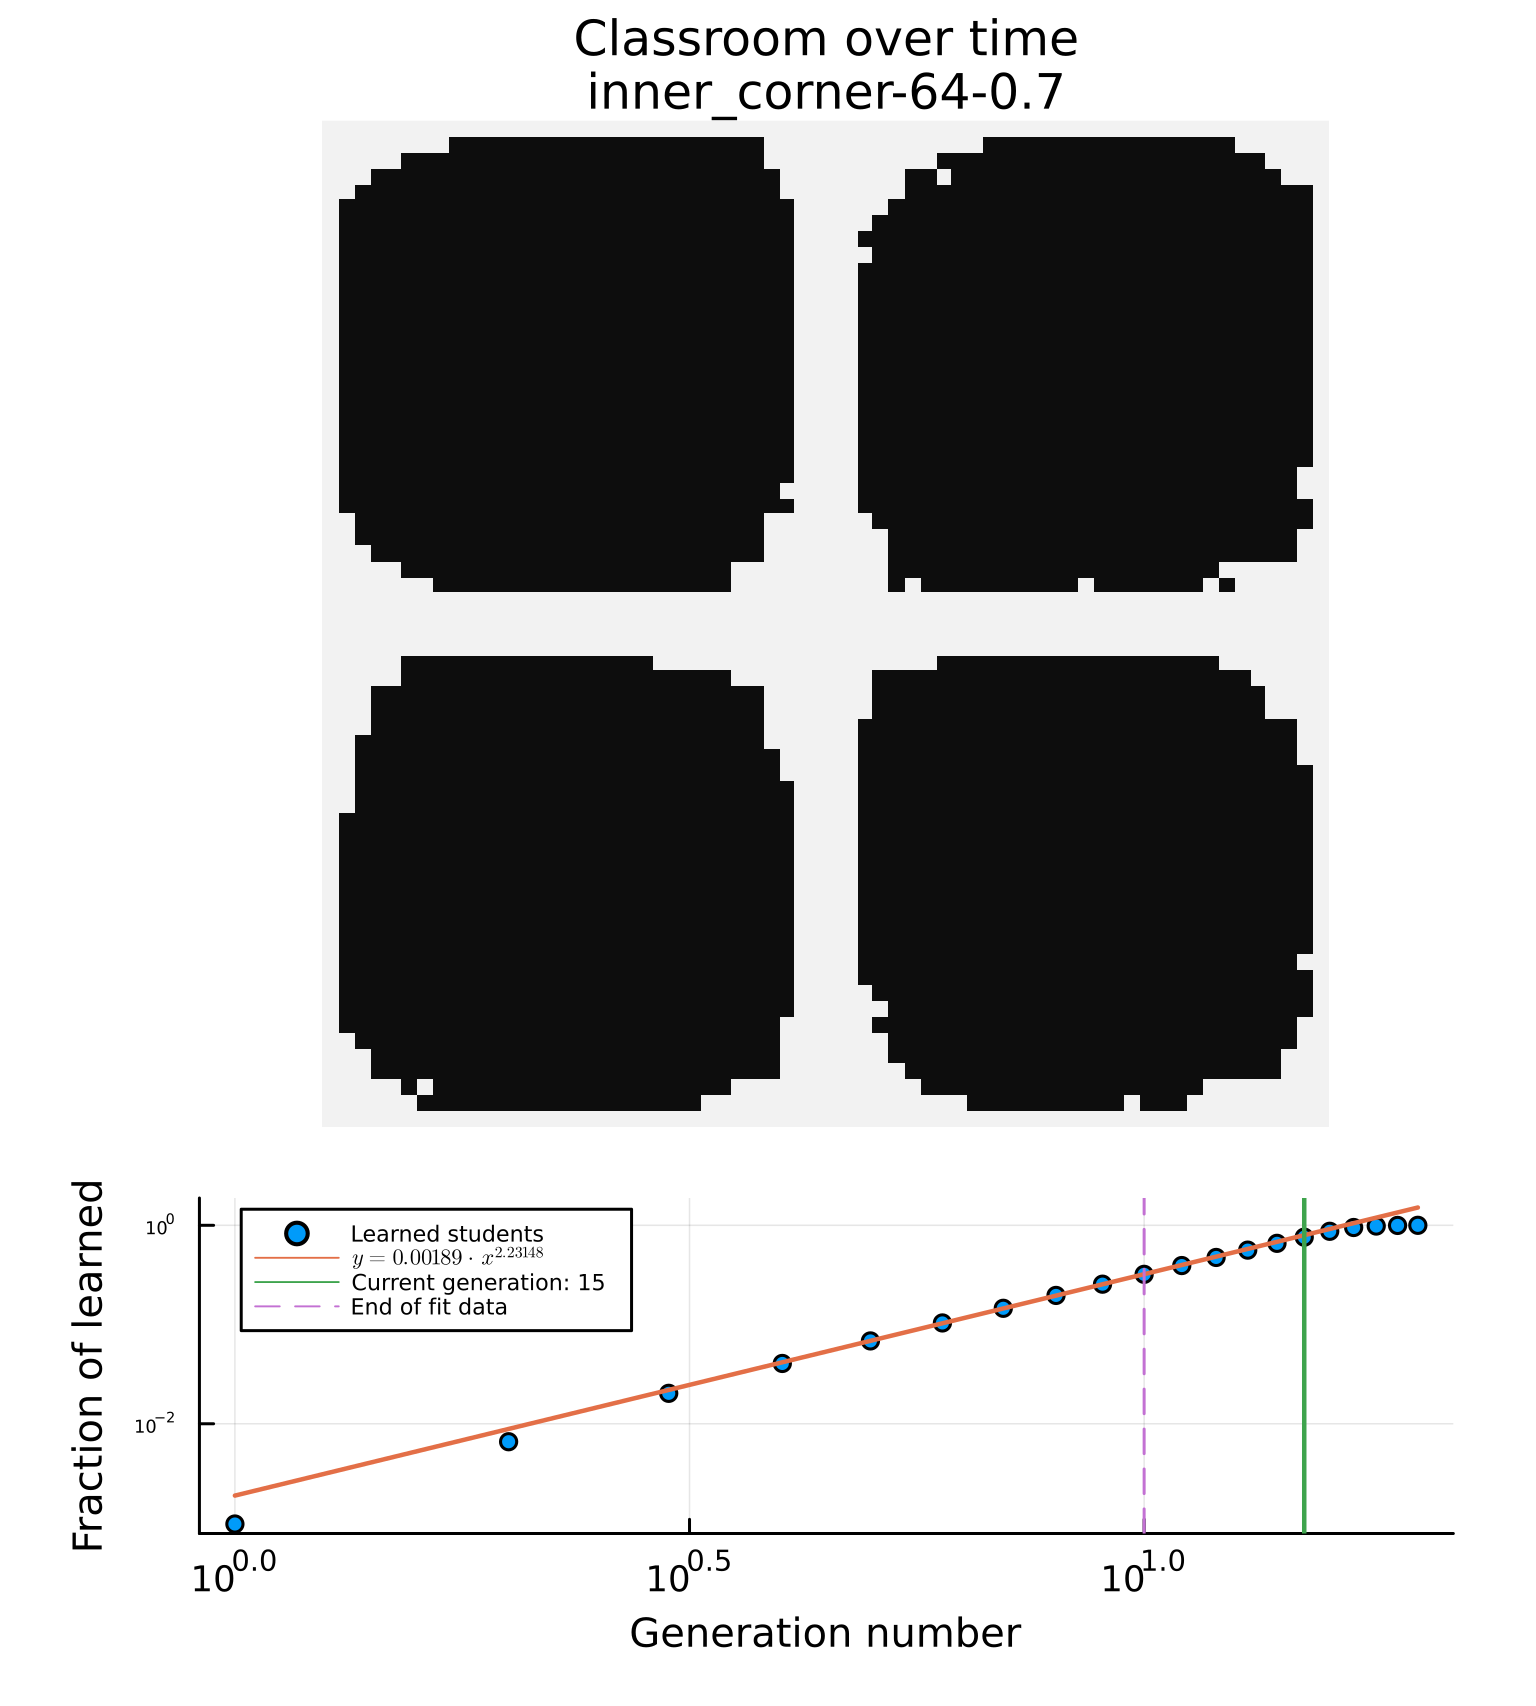 Classroom over time
inner_corner-64-0.7
Fraction of learned
10^0
10^−2
Learned students
y = 0.00189 · x^2.23148
Current generation: 15
End of fit data
10^0.0
10^0.5
10^1.0
Generation number